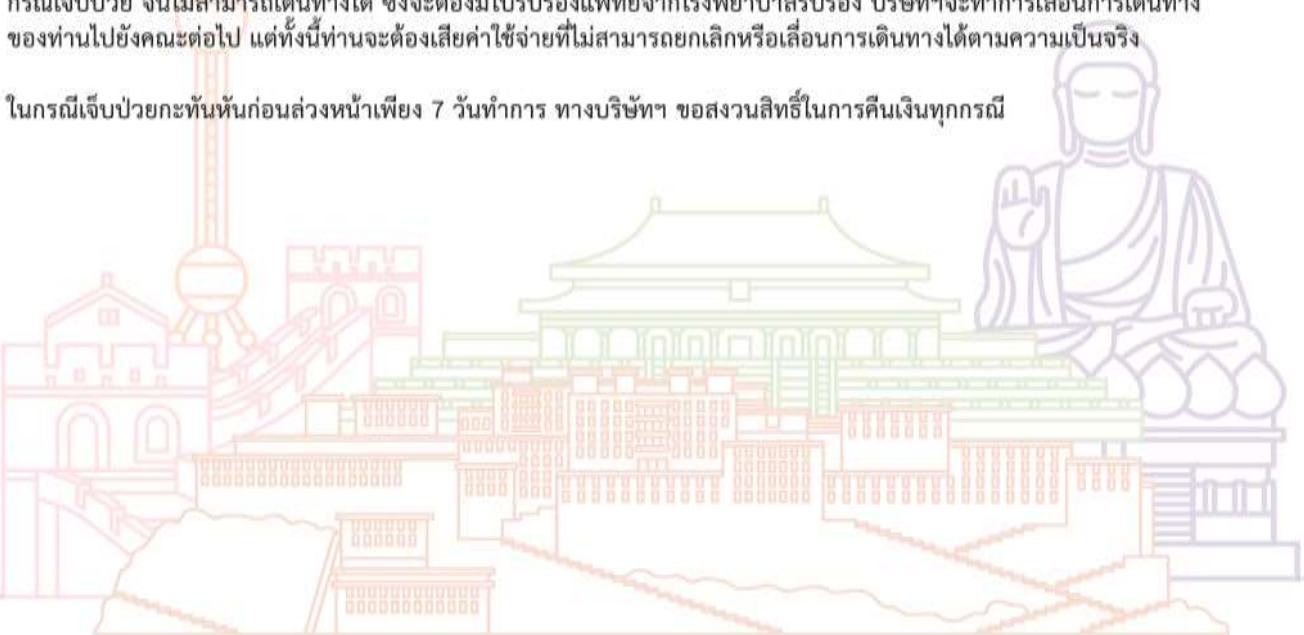 กรณีเจ็บป่วย จนไม่สามารถเดินทางได้ ซึ่งจะต้องมีใบรับรองแพทย์จากโรงพยาบาลรับรอง บริษัทฯจะทำการเลื่อนการเดินทาง
ของท่านไปยังคณะต่อไป แต่ทั้งนี้ท่านจะต้องเสียค่าใช้จ่ายที่ไม่สามารถยกเลิกหรือเลื่อนการเดินทางได้ตามความเป็นจริง
ในกรณีเจ็บป่วยกะทันหันก่อนล่วงหน้าเพียง 7 วันทำการ ทางบริษัทฯ ขอสงวนสิทธิ์ในการคืนเงินทุกกรณี